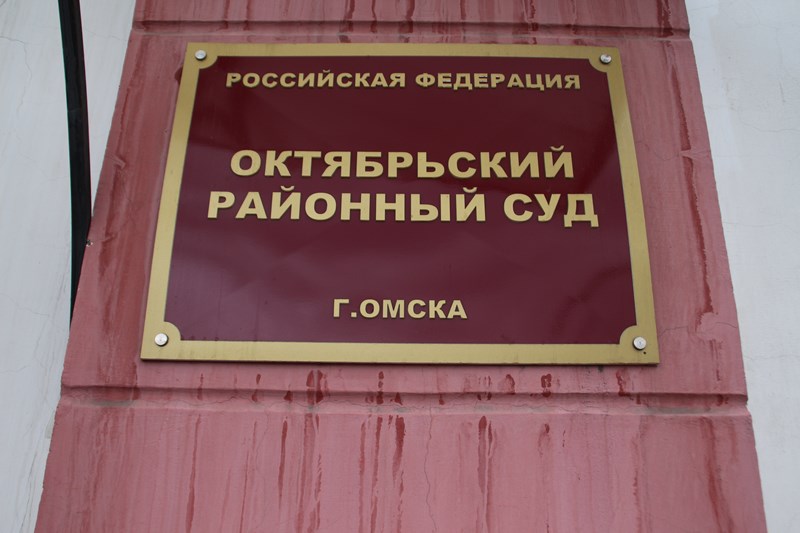 РОССИЙСКАЯ ФЕДЕРАЦИЯ
ОКТЯБРЬСКИЙ
РАЙОННЫЙ СУД
Г.ОМСКА